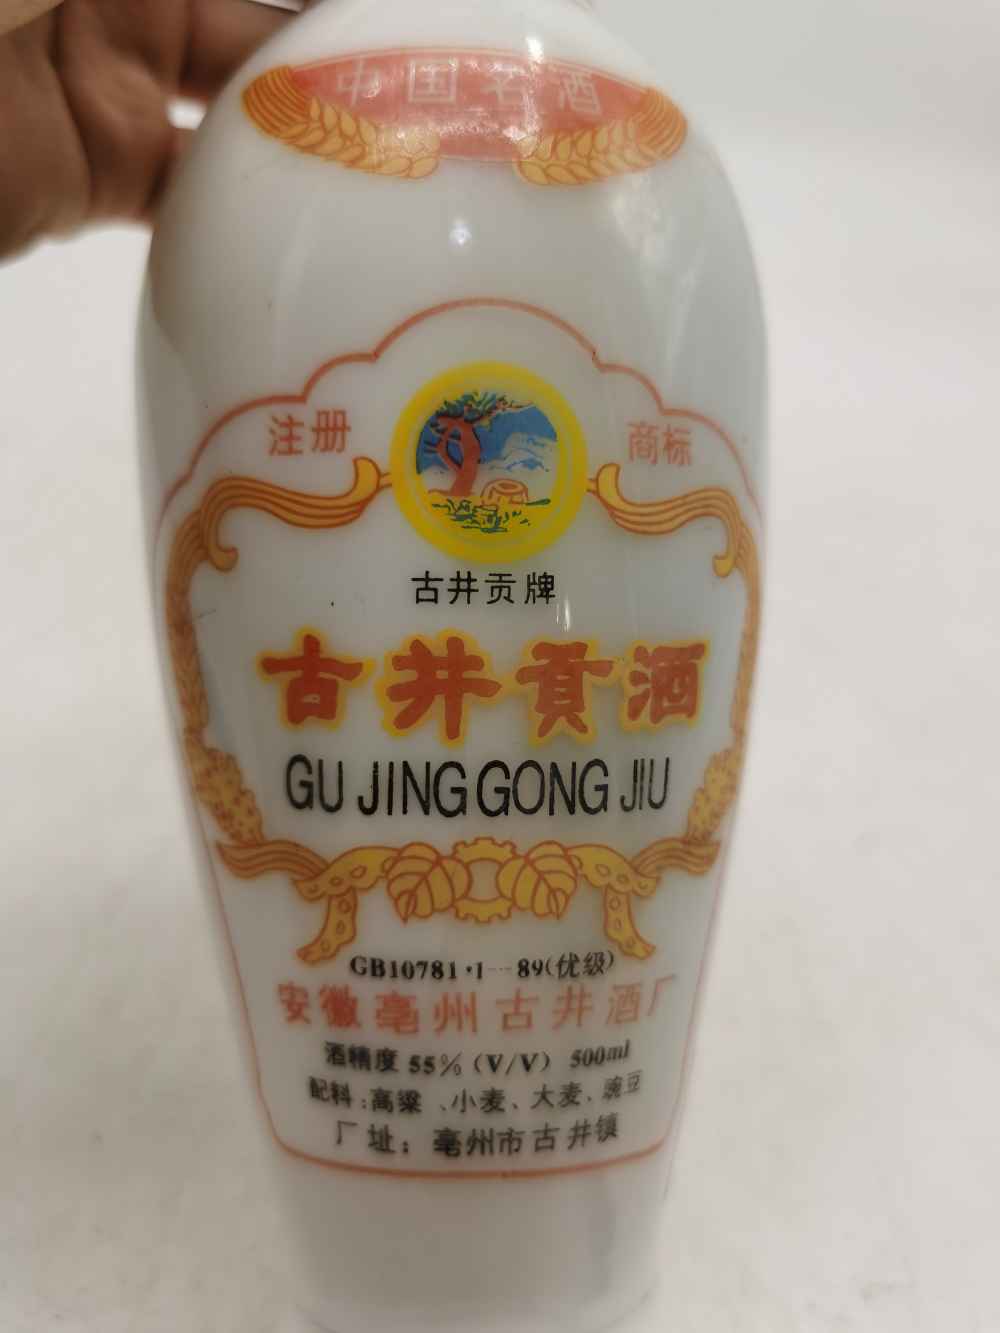 中国名酒
注册 商标
古井贡牌
古井贡酒
GU JING GONG JIU
GB10781·1—89(优级)
安徽亳州古井酒厂
酒精度 55%（V/V） 500ml
配料:高粱、小麦、大麦、豌豆
厂址：亳州市古井镇